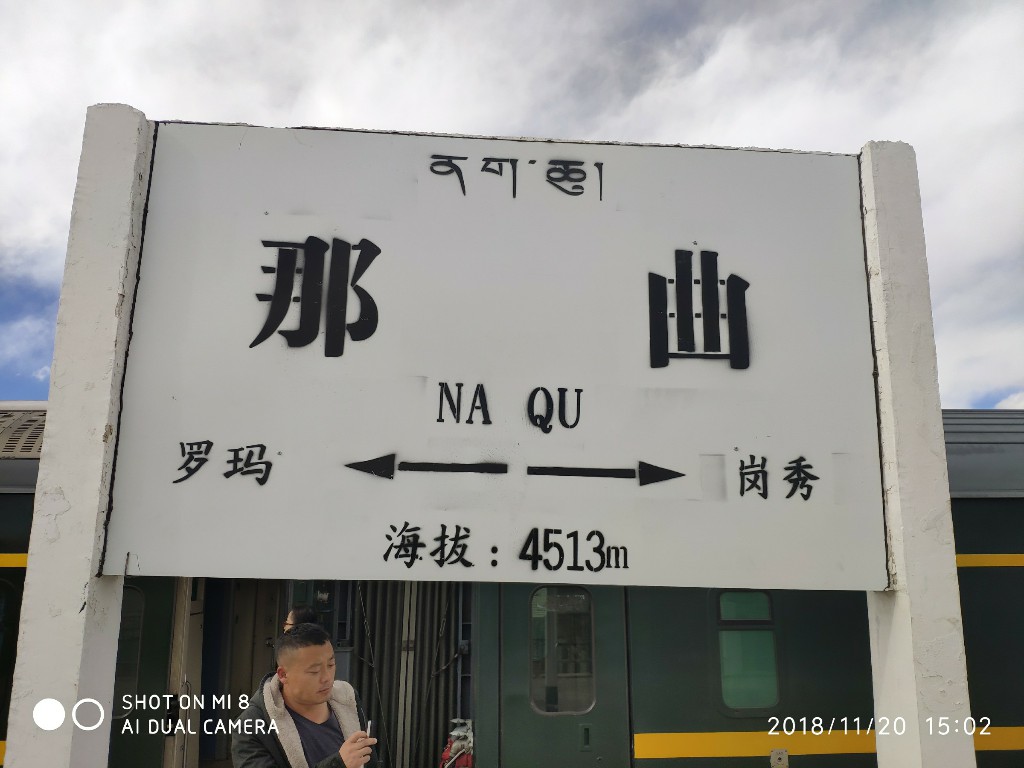 ནག་ཆུ།
那 曲
NA QU
罗玛 岗秀
海拔：4513m
SHOT ON MI 8
AI DUAL CAMERA
2018/11/20 15:02